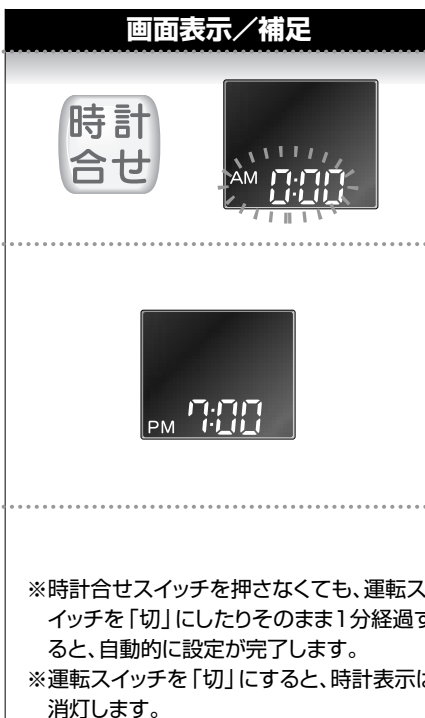 画面表示／補足
時計
合せ
AM 0:00
PM 7:00
※時計合せスイッチを押さなくても、運転ス
イッチを「切」にしたりそのまま1分経過す
ると、自動的に設定が完了します。
※運転スイッチを「切」にすると、時計表示は
消灯します。